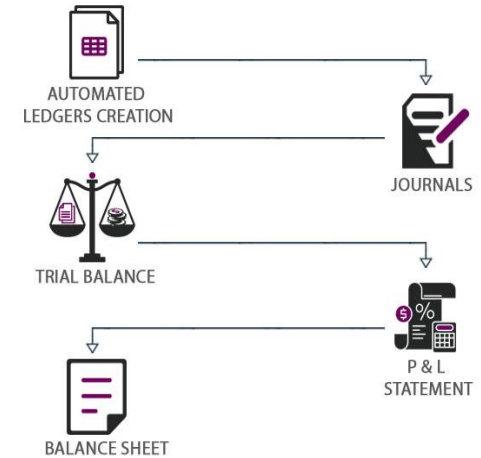 AUTOMATED
LEDGERS CREATION
JOURNALS
TRIAL BALANCE
$ %
P & L
STATEMENT
BALANCE SHEET